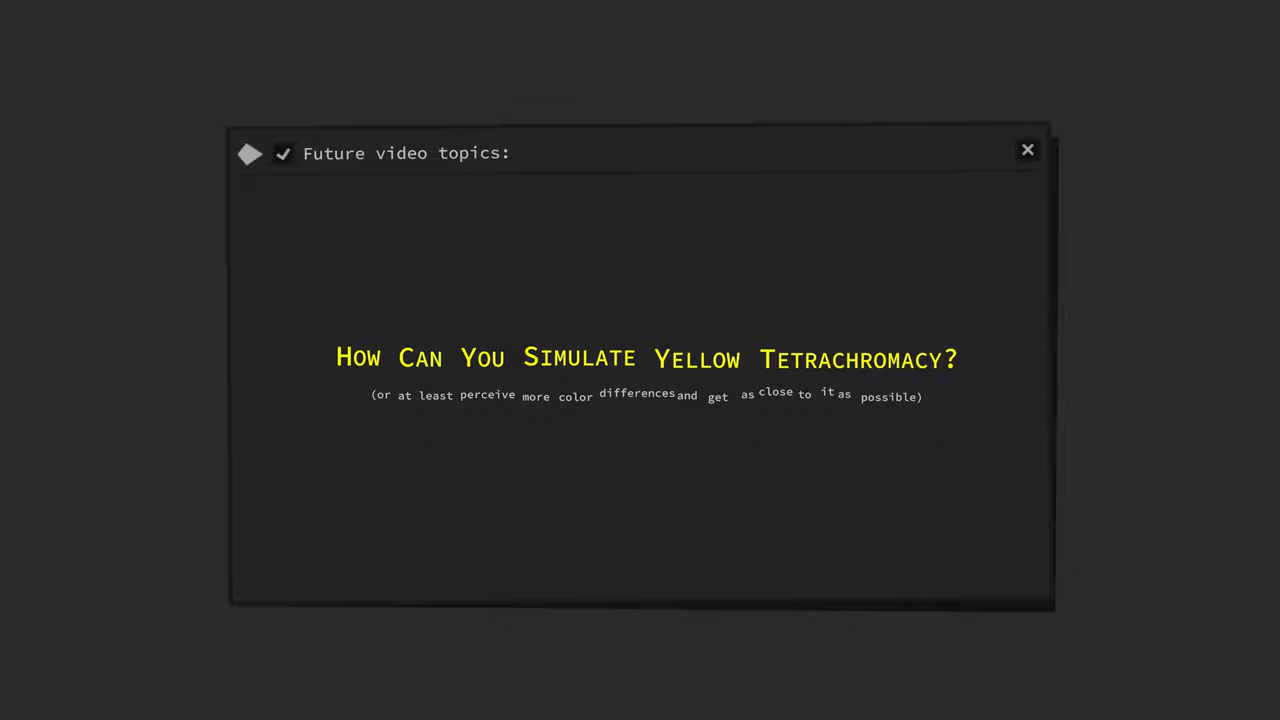 Future video topics:
How Can You Simulate Yellow Tetrachromacy?
(or at least perceive more color differences and get as close to it as possible)